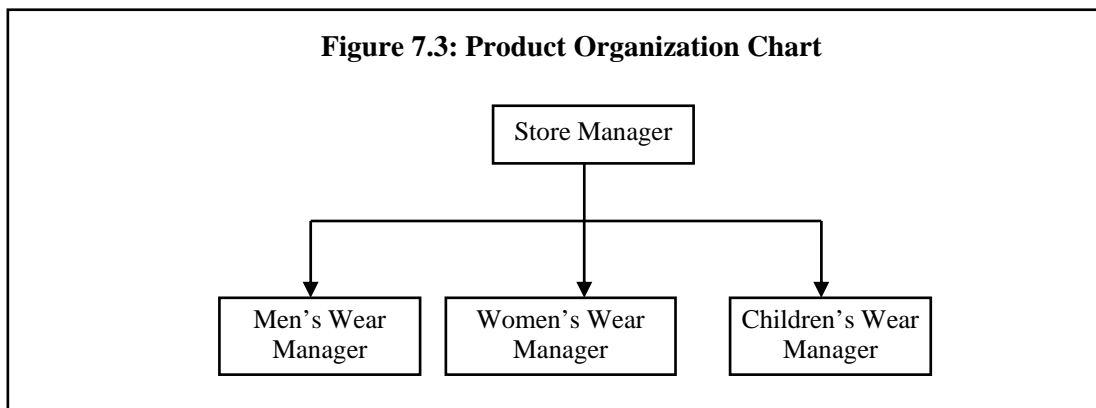 Figure 7.3: Product Organization Chart
Store Manager
Men’s Wear
Manager
Women’s Wear
Manager
Children’s Wear
Manager